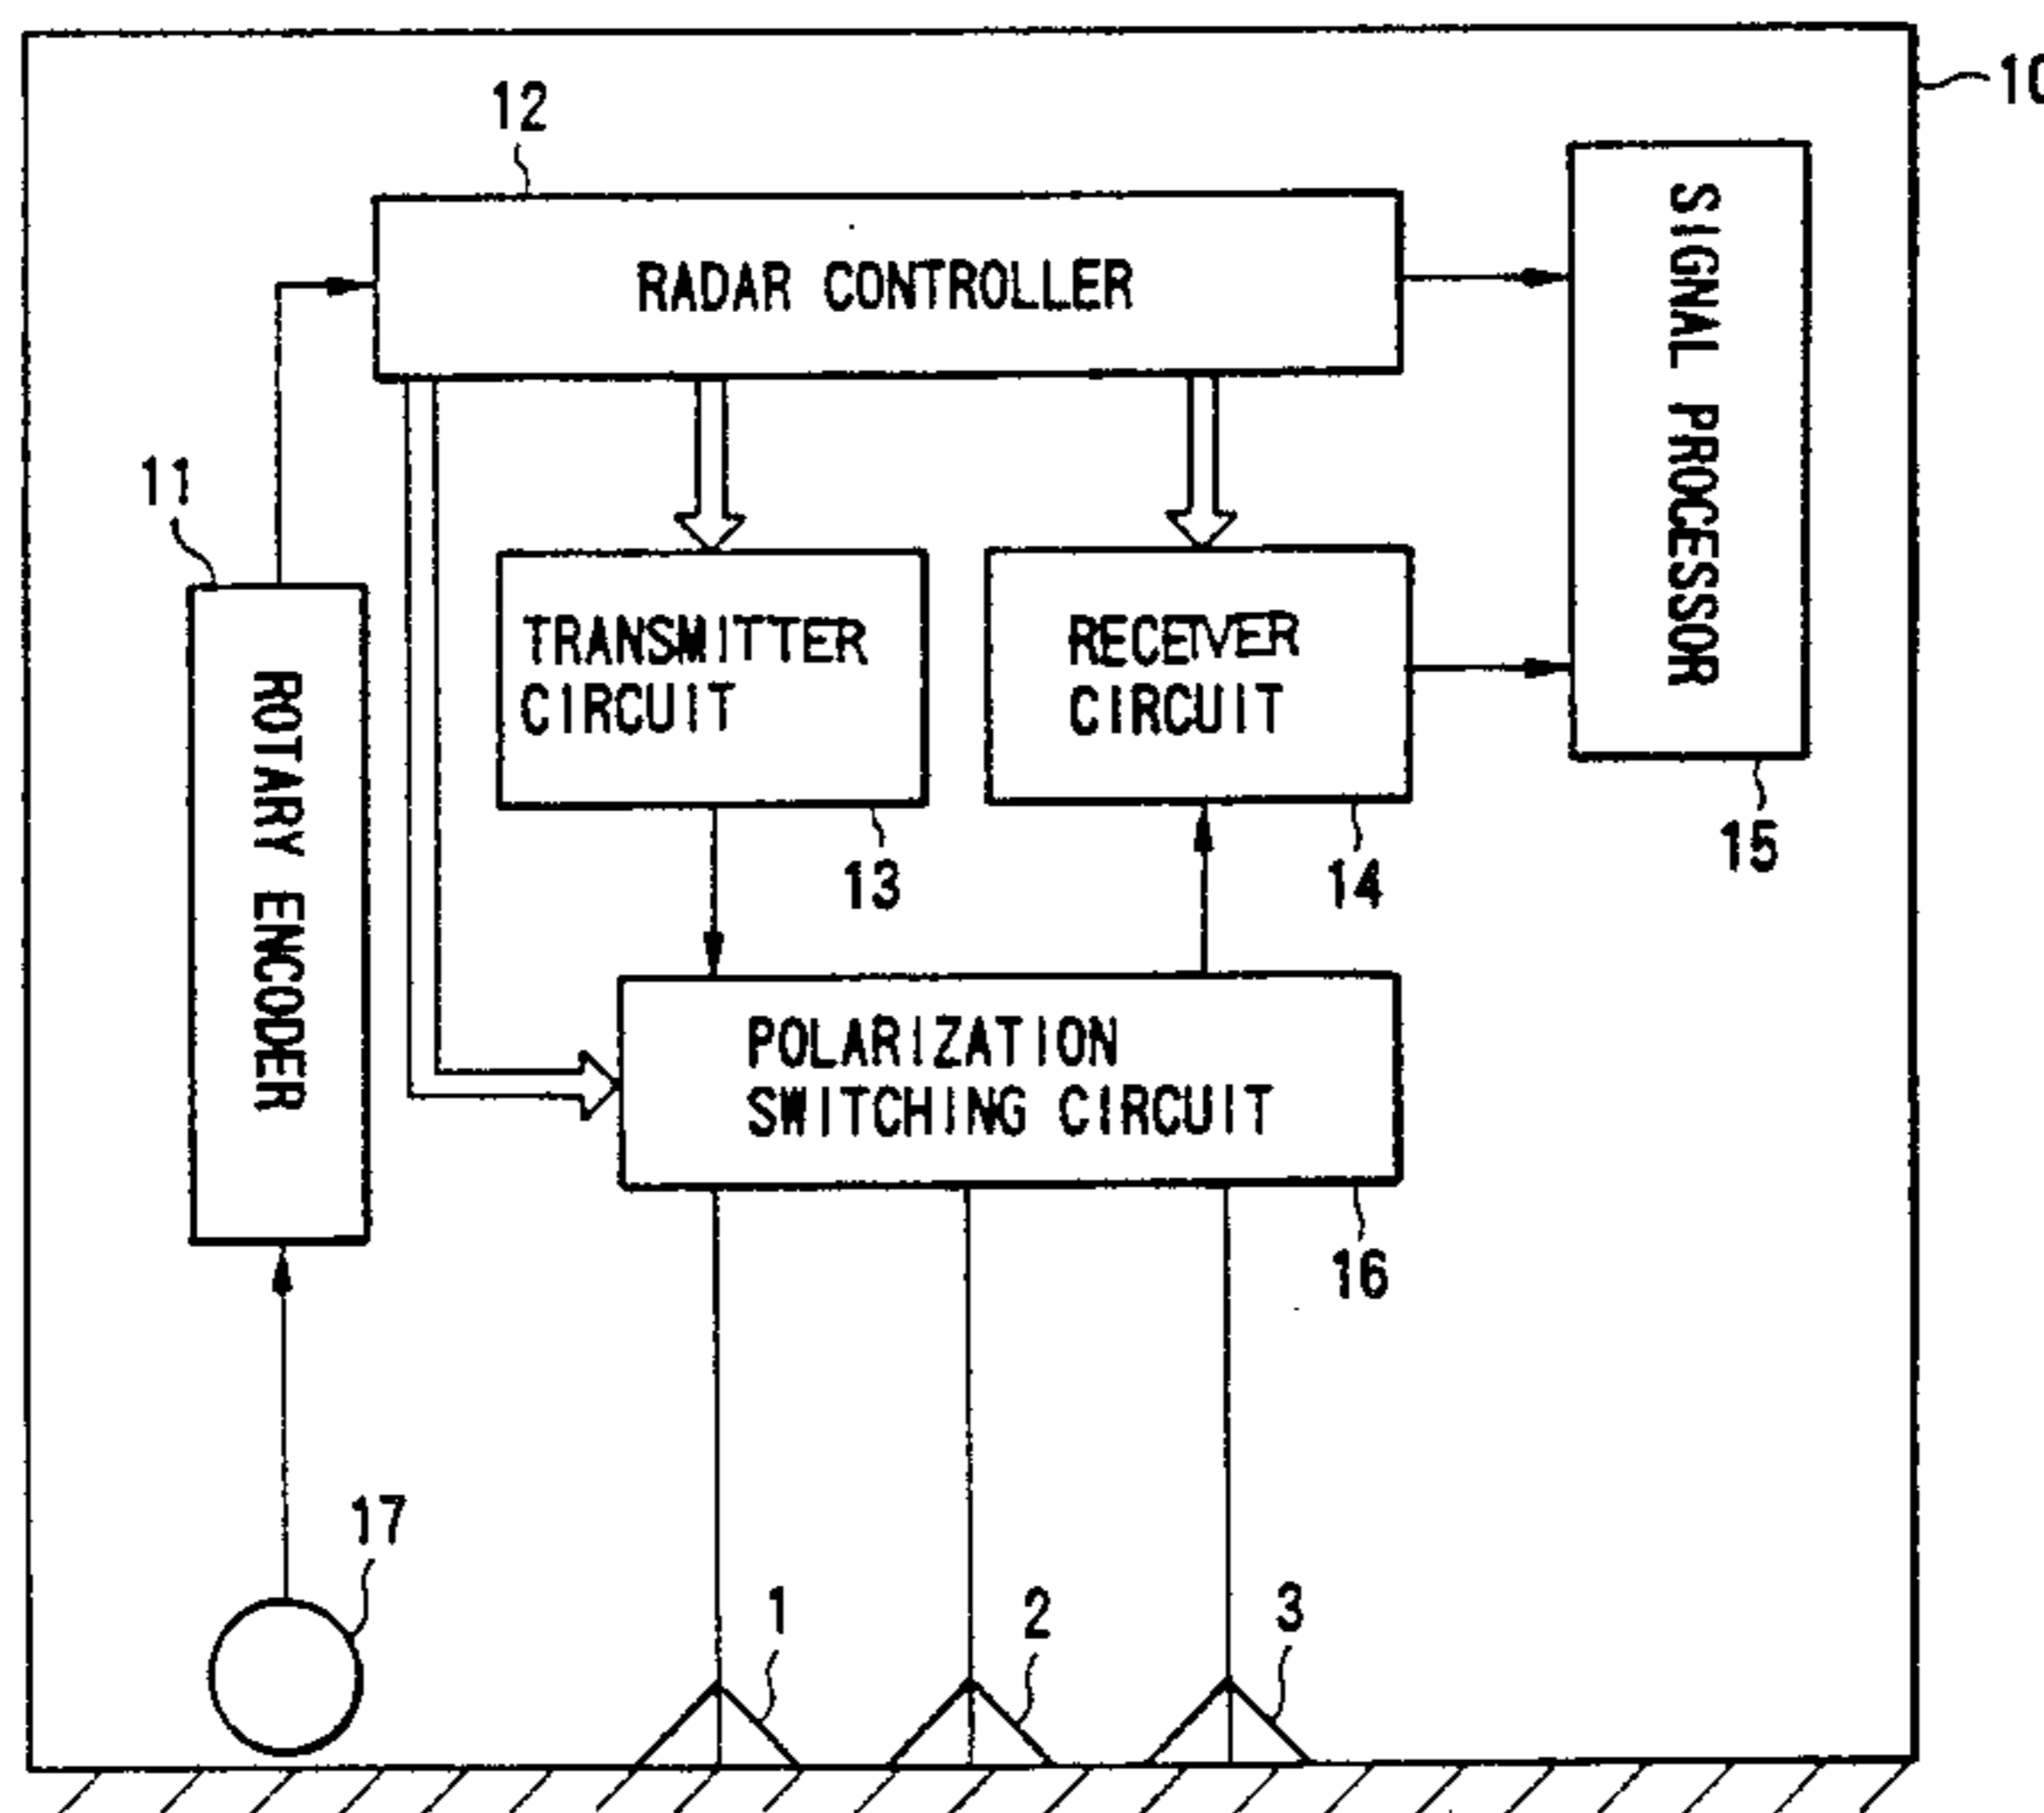 10
12
RADAR CONTROLLER
SIGNAL PROCESSOR
11
TRANSMITTER
CIRCUIT
RECEIVER
CIRCUIT
ROTARY ENCODER
13
14
15
POLARIZATION
SWITCHING CIRCUIT
16
17
1
2
3